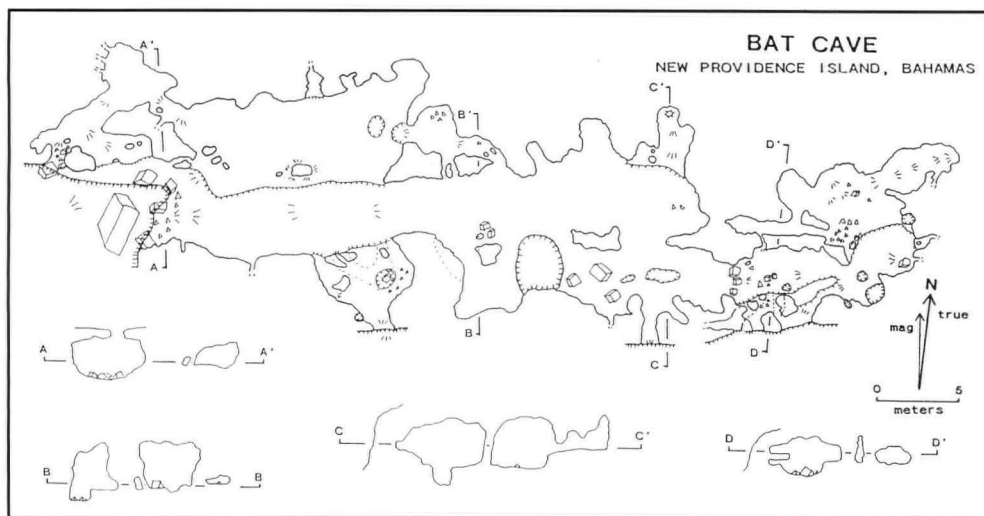 BAT CAVE
NEW PROVIDENCE ISLAND, BAHAMAS
A'
B'
C'
D'
A
B
C
D
N
mag
true
0 5
meters
A A'
B B
C C'
D D'